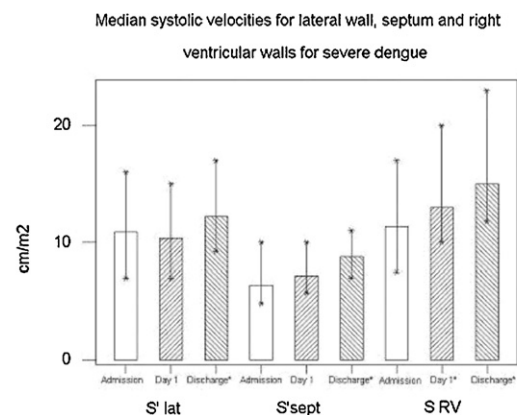 Median systolic velocities for lateral wall, septum and right
ventricular walls for severe dengue
20
10
0
cm/m2
Admission Day 1 Discharge* Admission Day 1 Discharge* Admission Day 1* Discharge*
S' lat S'sept S RV